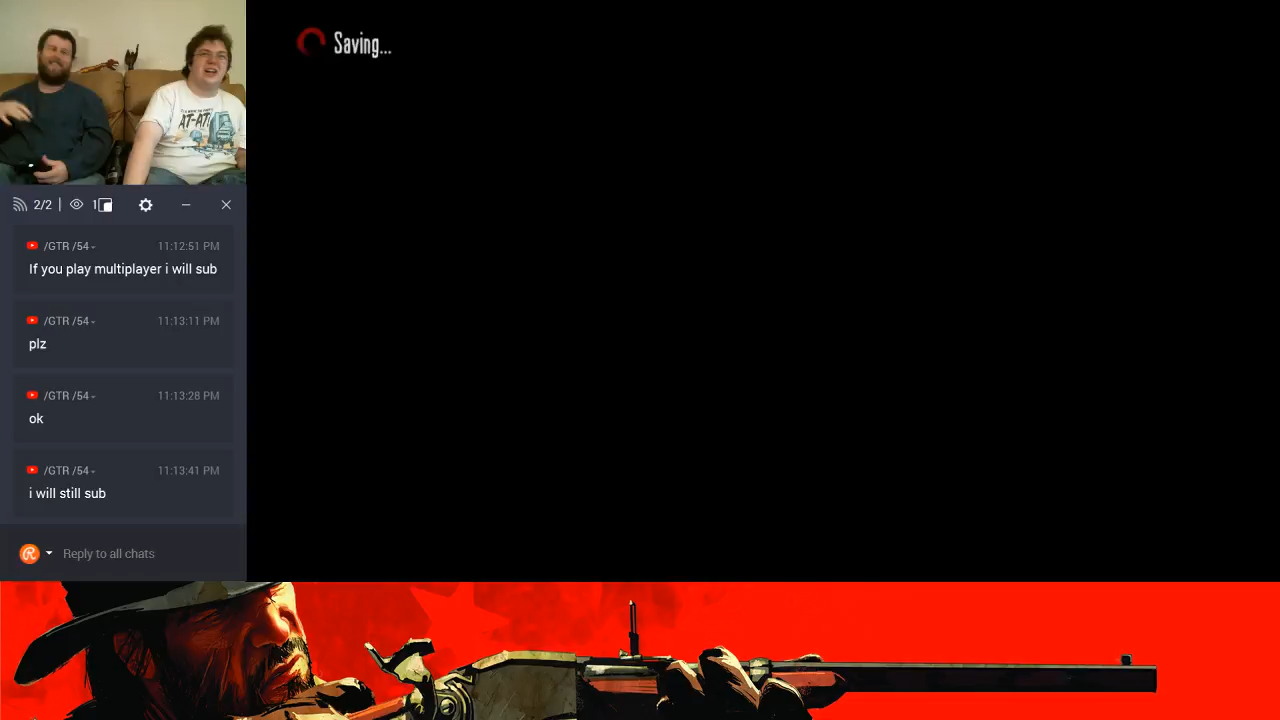 Saving...
AT-AT
2/2 | 1
/GTR /54 - 11:12:51 PM
If you play multiplayer i will sub
/GTR /54 - 11:13:11 PM
plz
/GTR /54 - 11:13:28 PM
ok
/GTR /54 - 11:13:41 PM
i will still sub
Reply to all chats